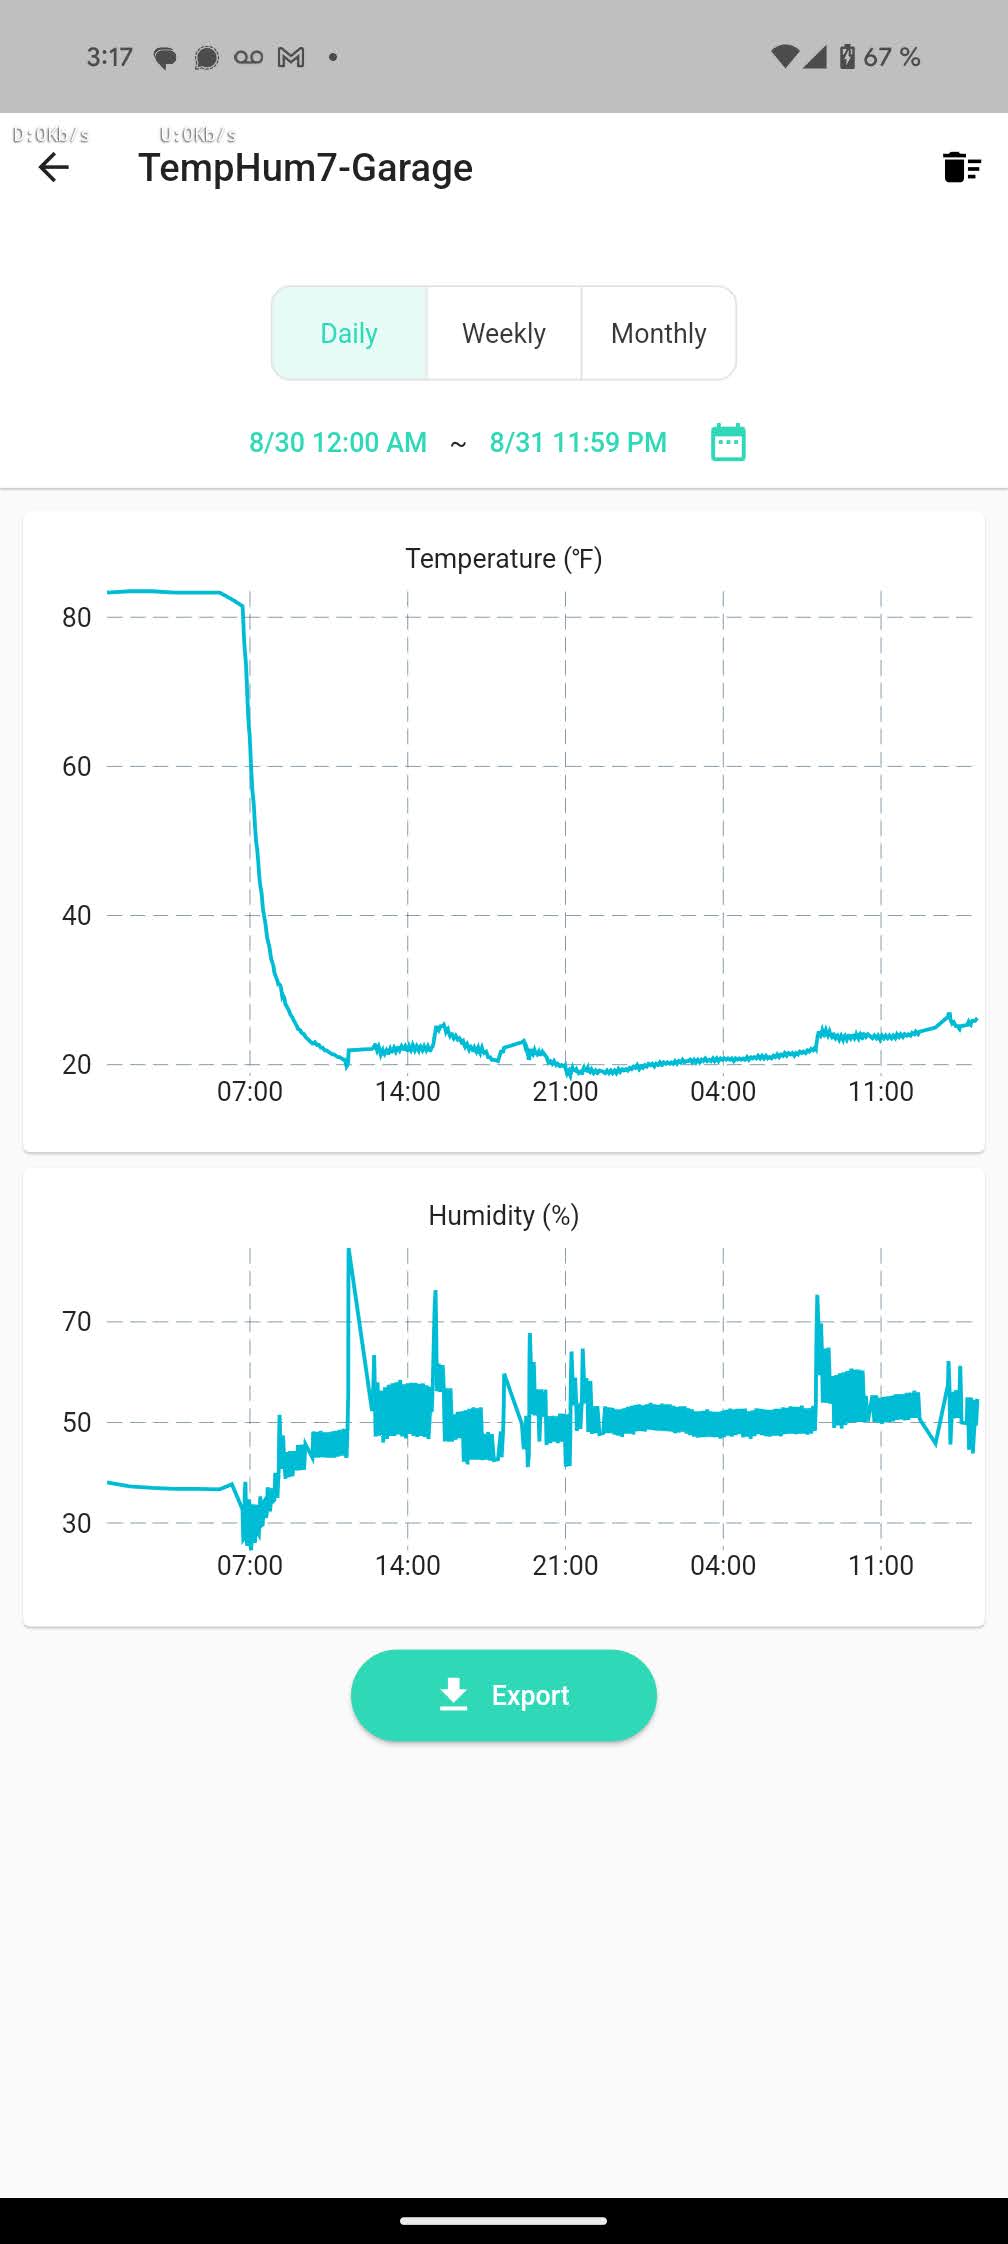 3:17 67 %
D:0Kb/s U:0Kb/s
TempHum7-Garage
Daily Weekly Monthly
8/30 12:00 AM ~ 8/31 11:59 PM
Temperature (°F)
80
60
40
20
07:00 14:00 21:00 04:00 11:00
Humidity (%)
70
50
30
07:00 14:00 21:00 04:00 11:00
Export